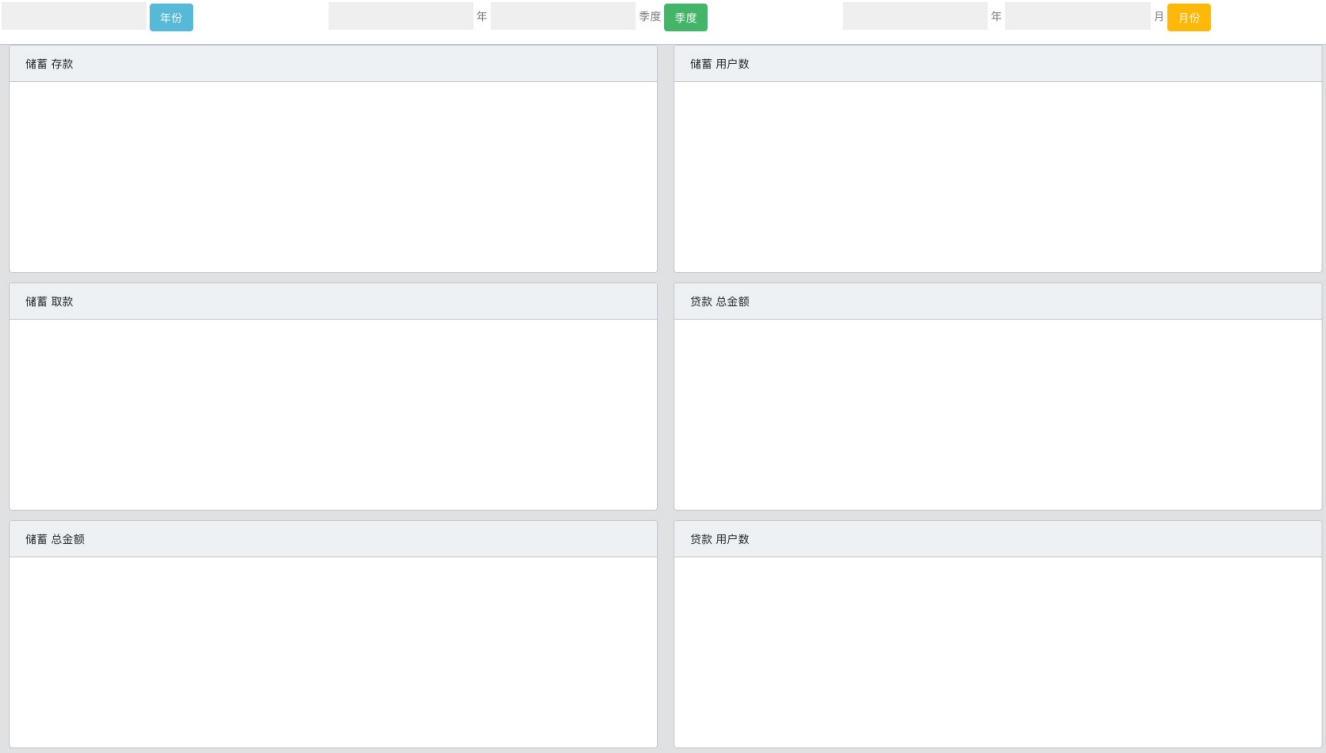 年份 年 季度 季度 年 月 月份
储蓄 存款
储蓄 用户数
储蓄 取款
贷款 总金额
储蓄 总金额
贷款 用户数